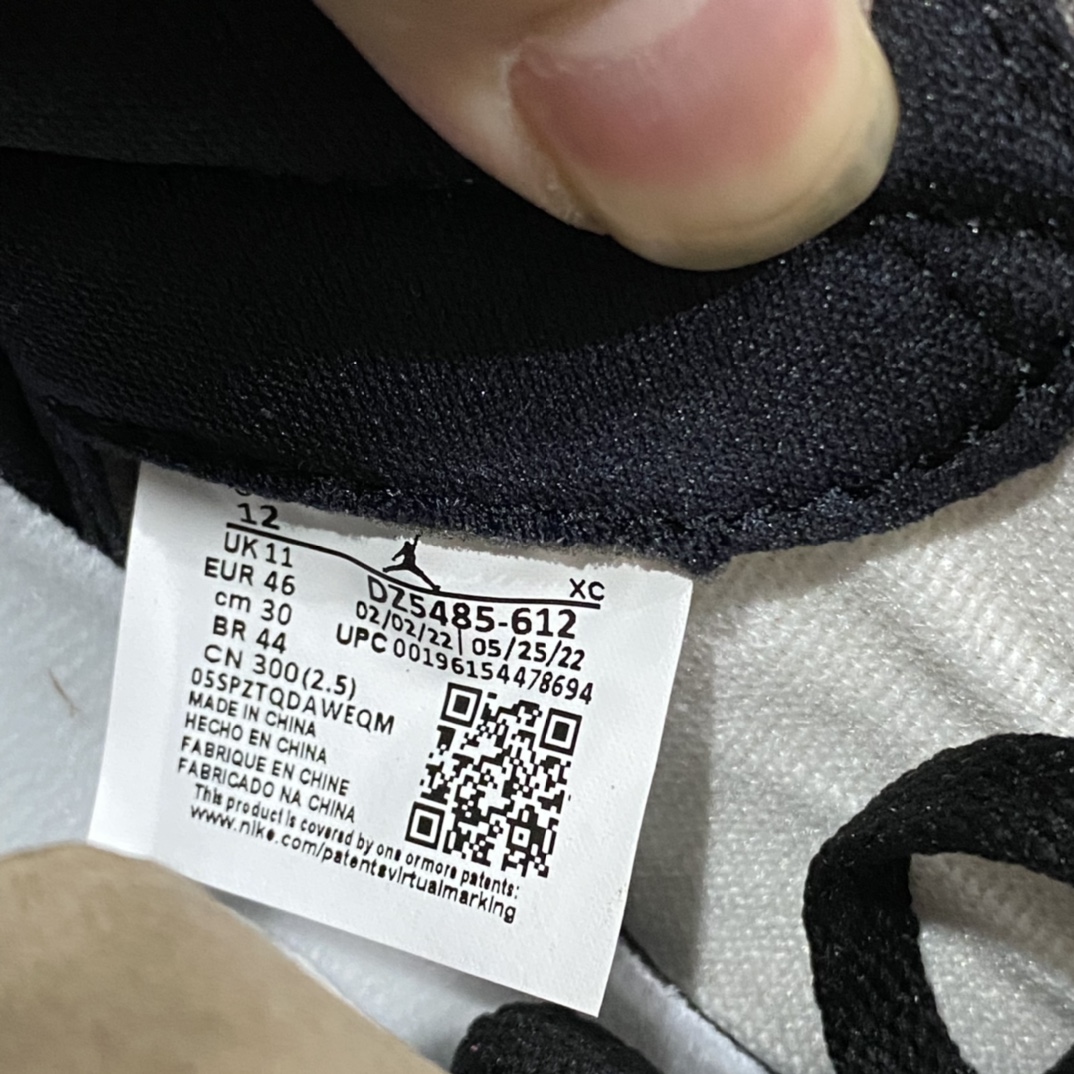 12
UK 11
EUR 46
cm 30
BR 44
CN 300(2.5)
XC
DZ5485-612
02/02/22| 05/25/22
UPC 00196154478694
05SPZTQDAWEQM
MADE IN CHINA
HECHO EN CHINA
FABRIQUE EN CHINE
FABRICADO NA CHINA
This product is covered by one ormore patents:
www.nike.com/patentsvirtualmarking